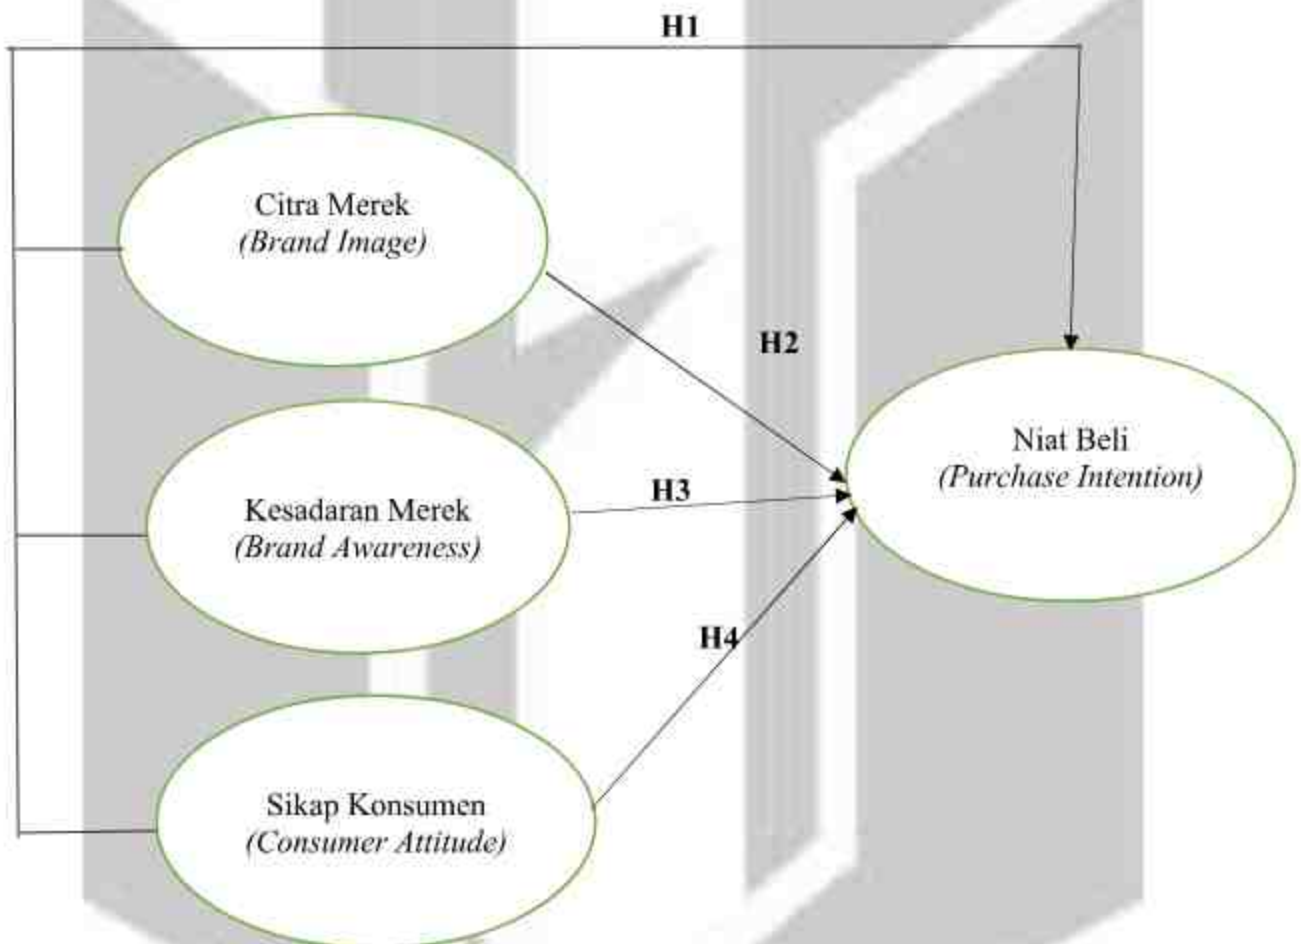 H1
Citra Merek
(Brand Image)
H2
Niat Beli
(Purchase Intention)
H3
Kesadaran Merek
(Brand Awareness)
H4
Sikap Konsumen
(Consumer Attitude)